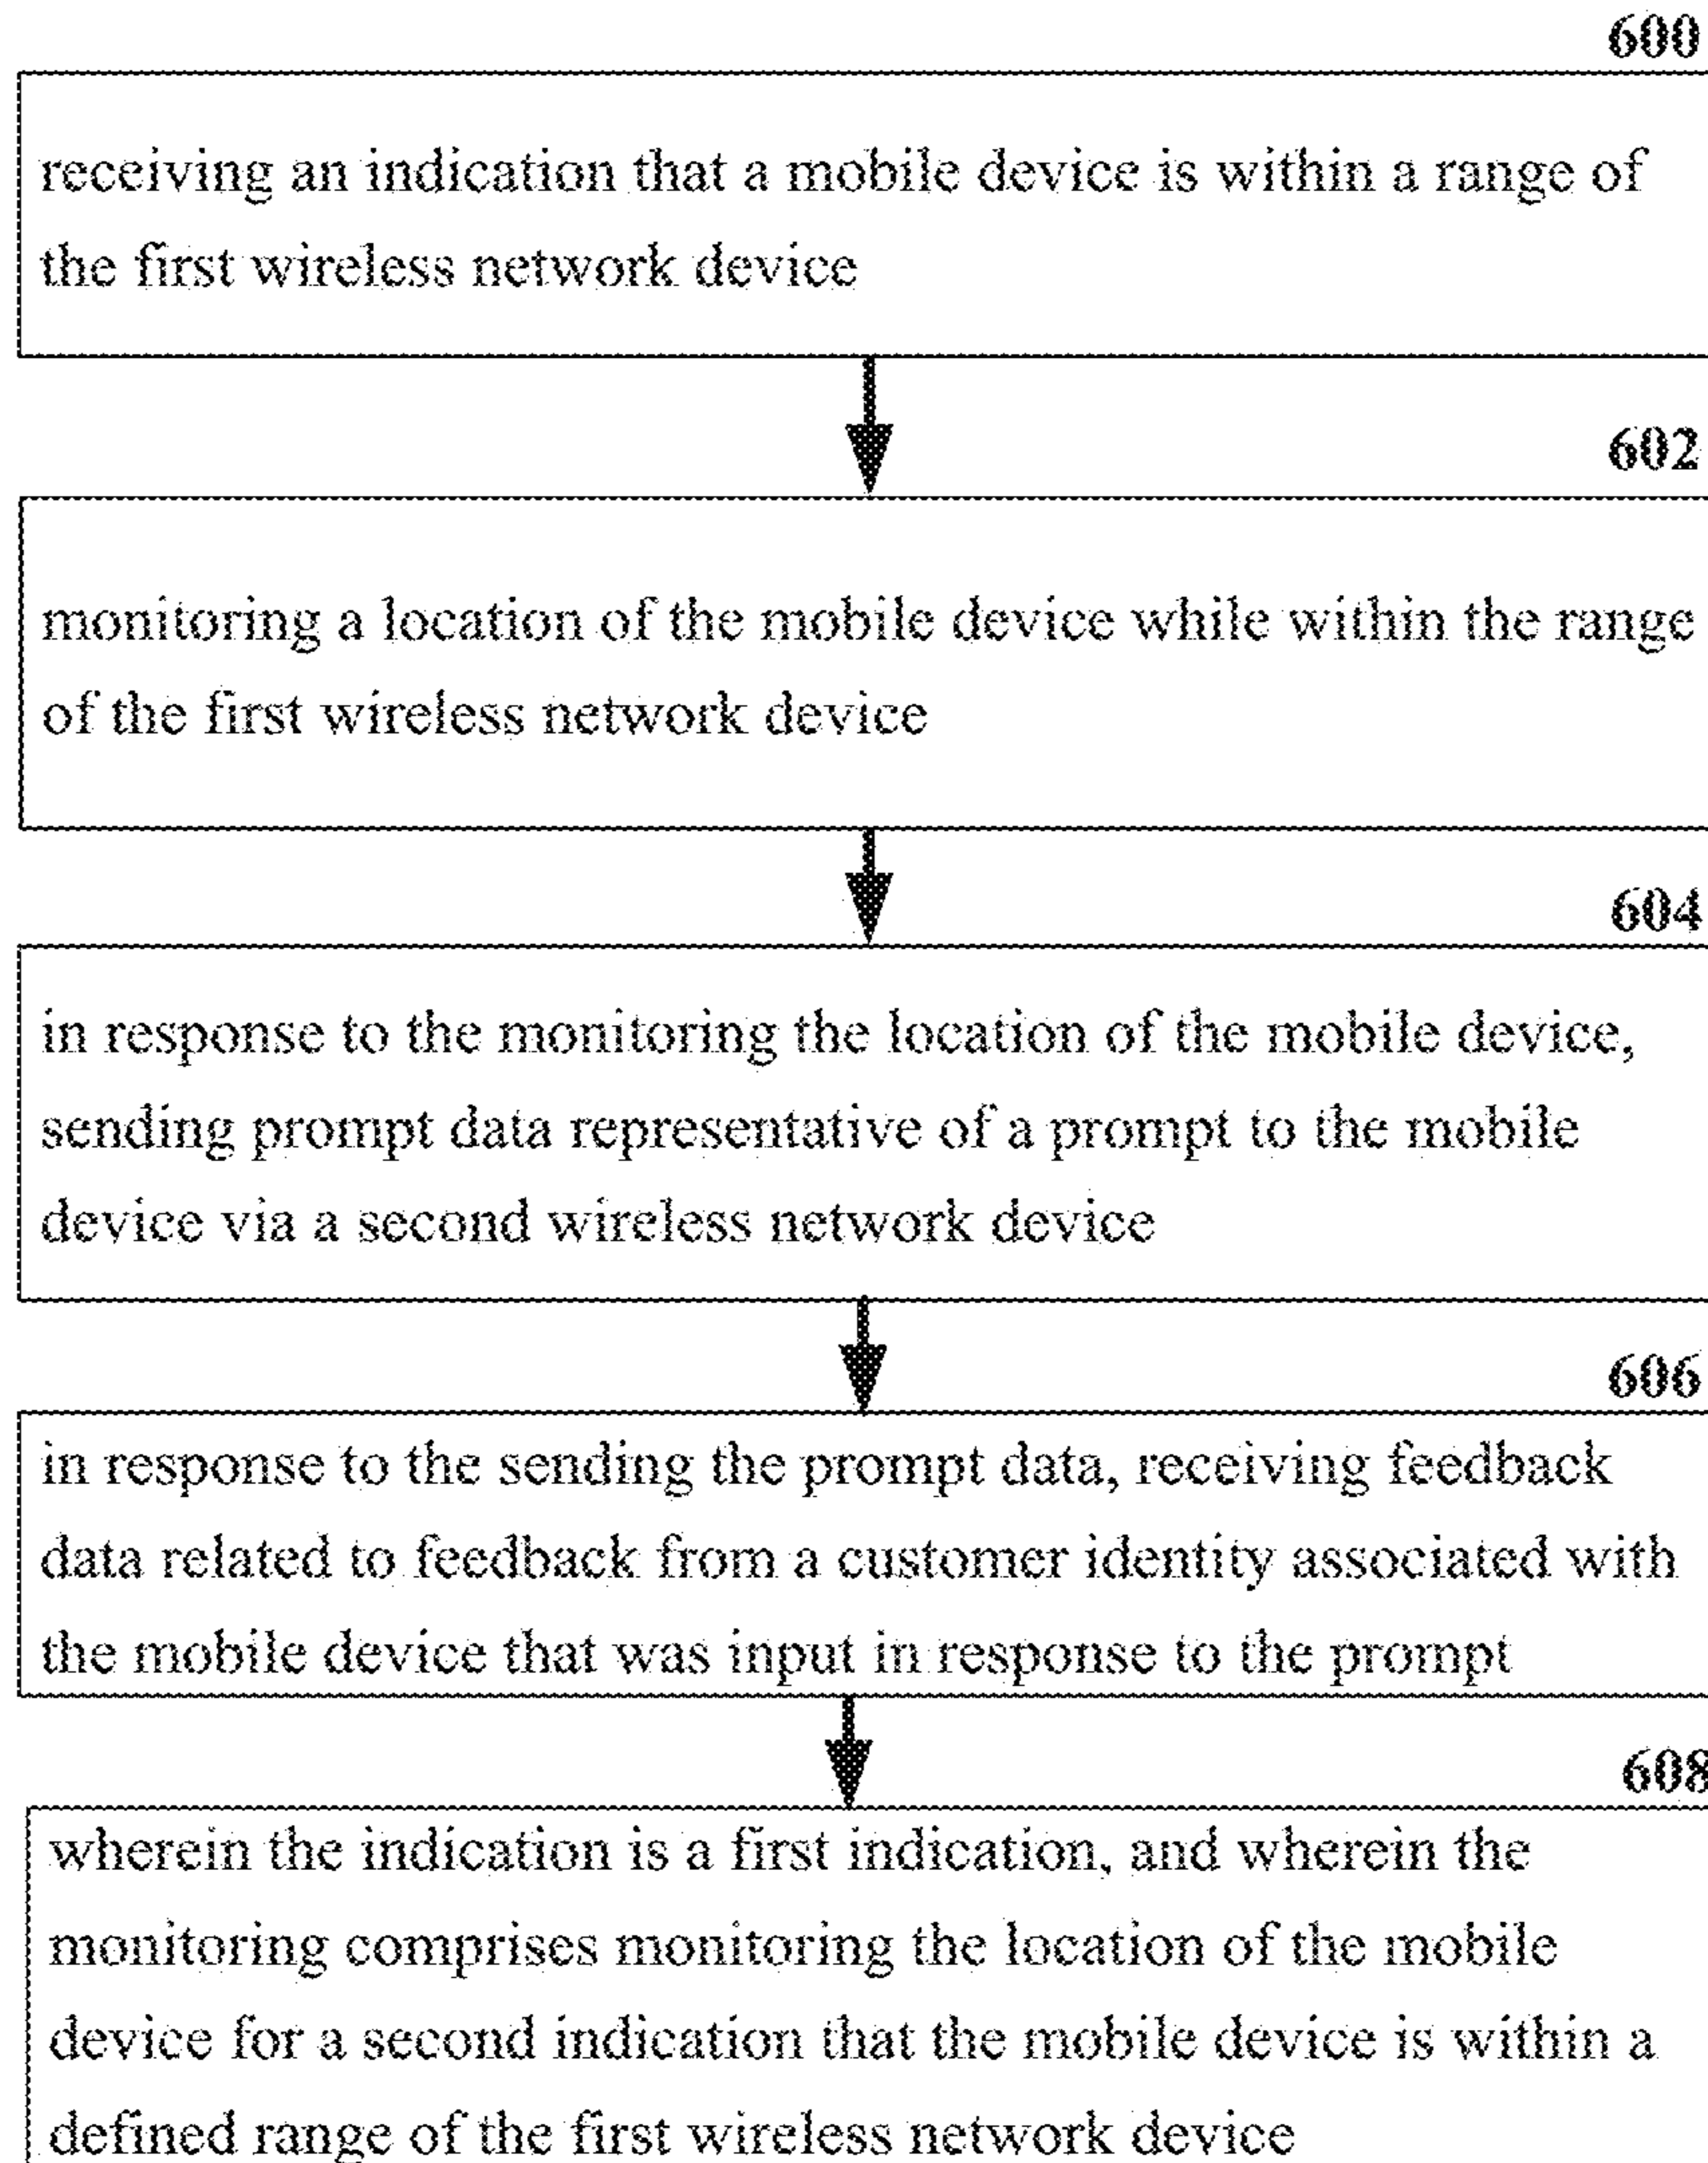 600
receiving an indication that a mobile device is within a range of
the first wireless network device
602
monitoring a location of the mobile device while within the range
of the first wireless network device
604
in response to the monitoring the location of the mobile device,
sending prompt data representative of a prompt to the mobile
device via a second wireless network device
606
in response to the sending the prompt data, receiving feedback
data related to feedback from a customer identity associated with
the mobile device that was input in response to the prompt
608
wherein the indication is a first indication, and wherein the
monitoring comprises monitoring the location of the mobile
device for a second indication that the mobile device is within a
defined range of the first wireless network device